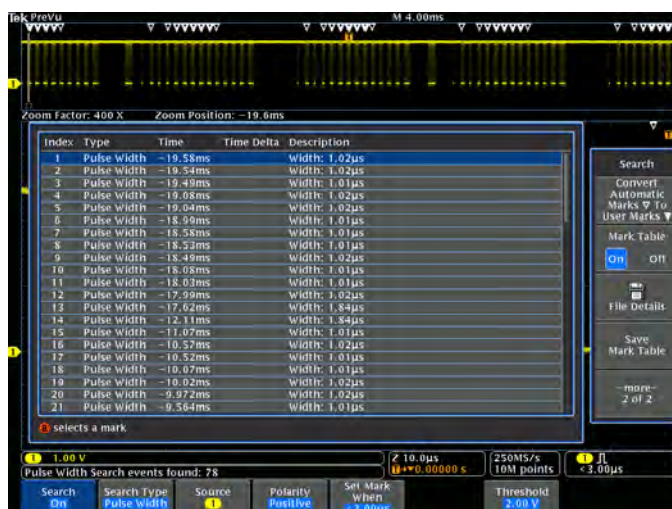 Tek PreVu M 4.00ms
1
Zoom Factor: 400 X Zoom Position: −19.6ms
Index Type Time Time Delta Description
1 Pulse Width −19.58ms Width: 1.02µs
2 Pulse Width −19.54ms Width: 1.02µs
3 Pulse Width −19.49ms Width: 1.01µs
4 Pulse Width −19.08ms Width: 1.02µs
5 Pulse Width −19.04ms Width: 1.02µs
6 Pulse Width −18.99ms Width: 1.01µs
7 Pulse Width −18.58ms Width: 1.01µs
8 Pulse Width −18.53ms Width: 1.01µs
9 Pulse Width −18.49ms Width: 1.02µs
10 Pulse Width −18.08ms Width: 1.01µs
11 Pulse Width −18.03ms Width: 1.01µs
12 Pulse Width −17.99ms Width: 1.02µs
13 Pulse Width −17.62ms Width: 1.84µs
14 Pulse Width −12.11ms Width: 1.84µs
15 Pulse Width −11.07ms Width: 1.01µs
16 Pulse Width −10.57ms Width: 1.02µs
17 Pulse Width −10.52ms Width: 1.01µs
18 Pulse Width −10.07ms Width: 1.01µs
19 Pulse Width −10.02ms Width: 1.02µs
20 Pulse Width −9.972ms Width: 1.02µs
21 Pulse Width −9.564ms Width: 1.01µs
a selects a mark
Search
Convert
Automatic
Marks ▽ To
User Marks ▼
Mark Table
On Off
File Details
Save
Mark Table
−more−
2 of 2
1
1 1.00 V
Z 10.0µs
T→▼0.00000 s
250MS/s
10M points
1
<3.00µs
Pulse Width Search events found: 78
Search
On
Search Type
Pulse Width
Source
1
Polarity
Positive
Set Mark
When
<3.00µs
Threshold
2.00 V